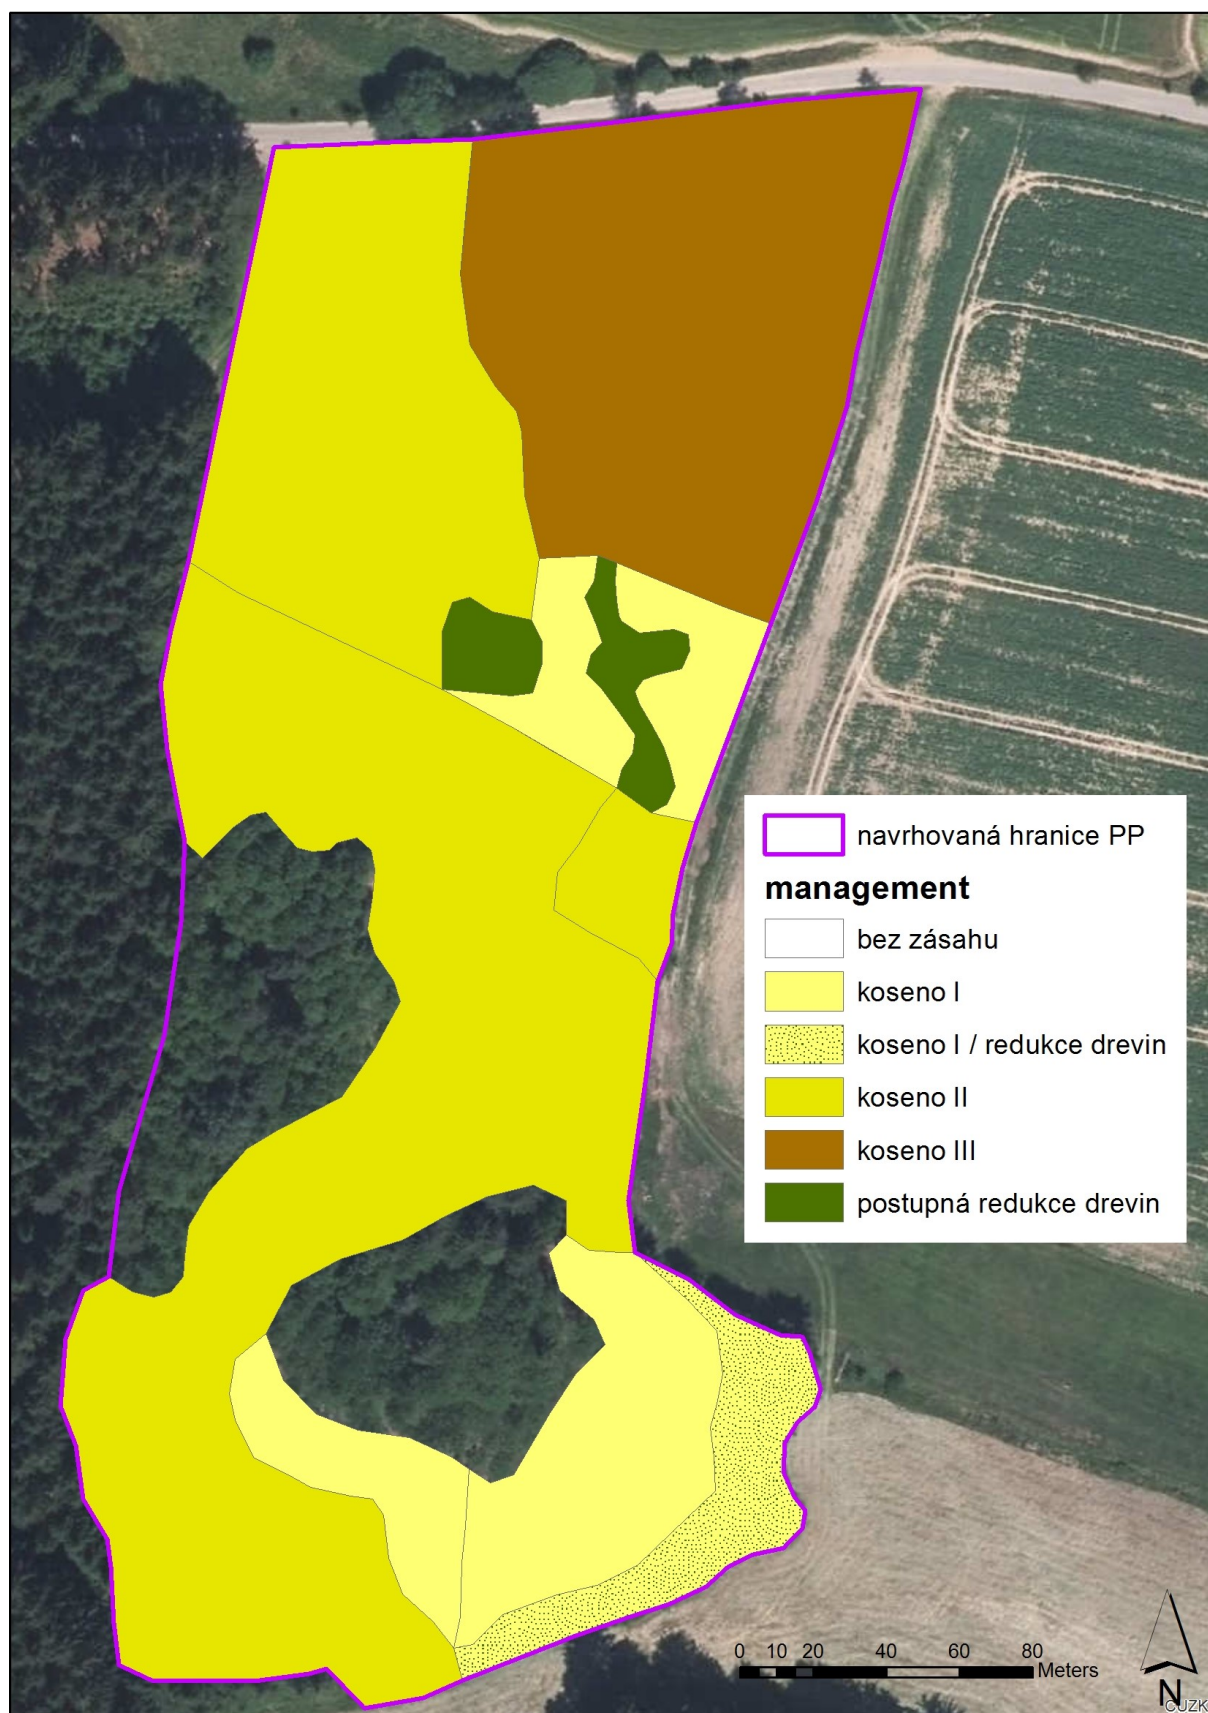 navrhovaná hranice PP
management
bez zásahu
koseno I
koseno I / redukce drevin
koseno II
koseno III
postupná redukce drevin
0 10 20 40 60 80
Meters
N
CUZK